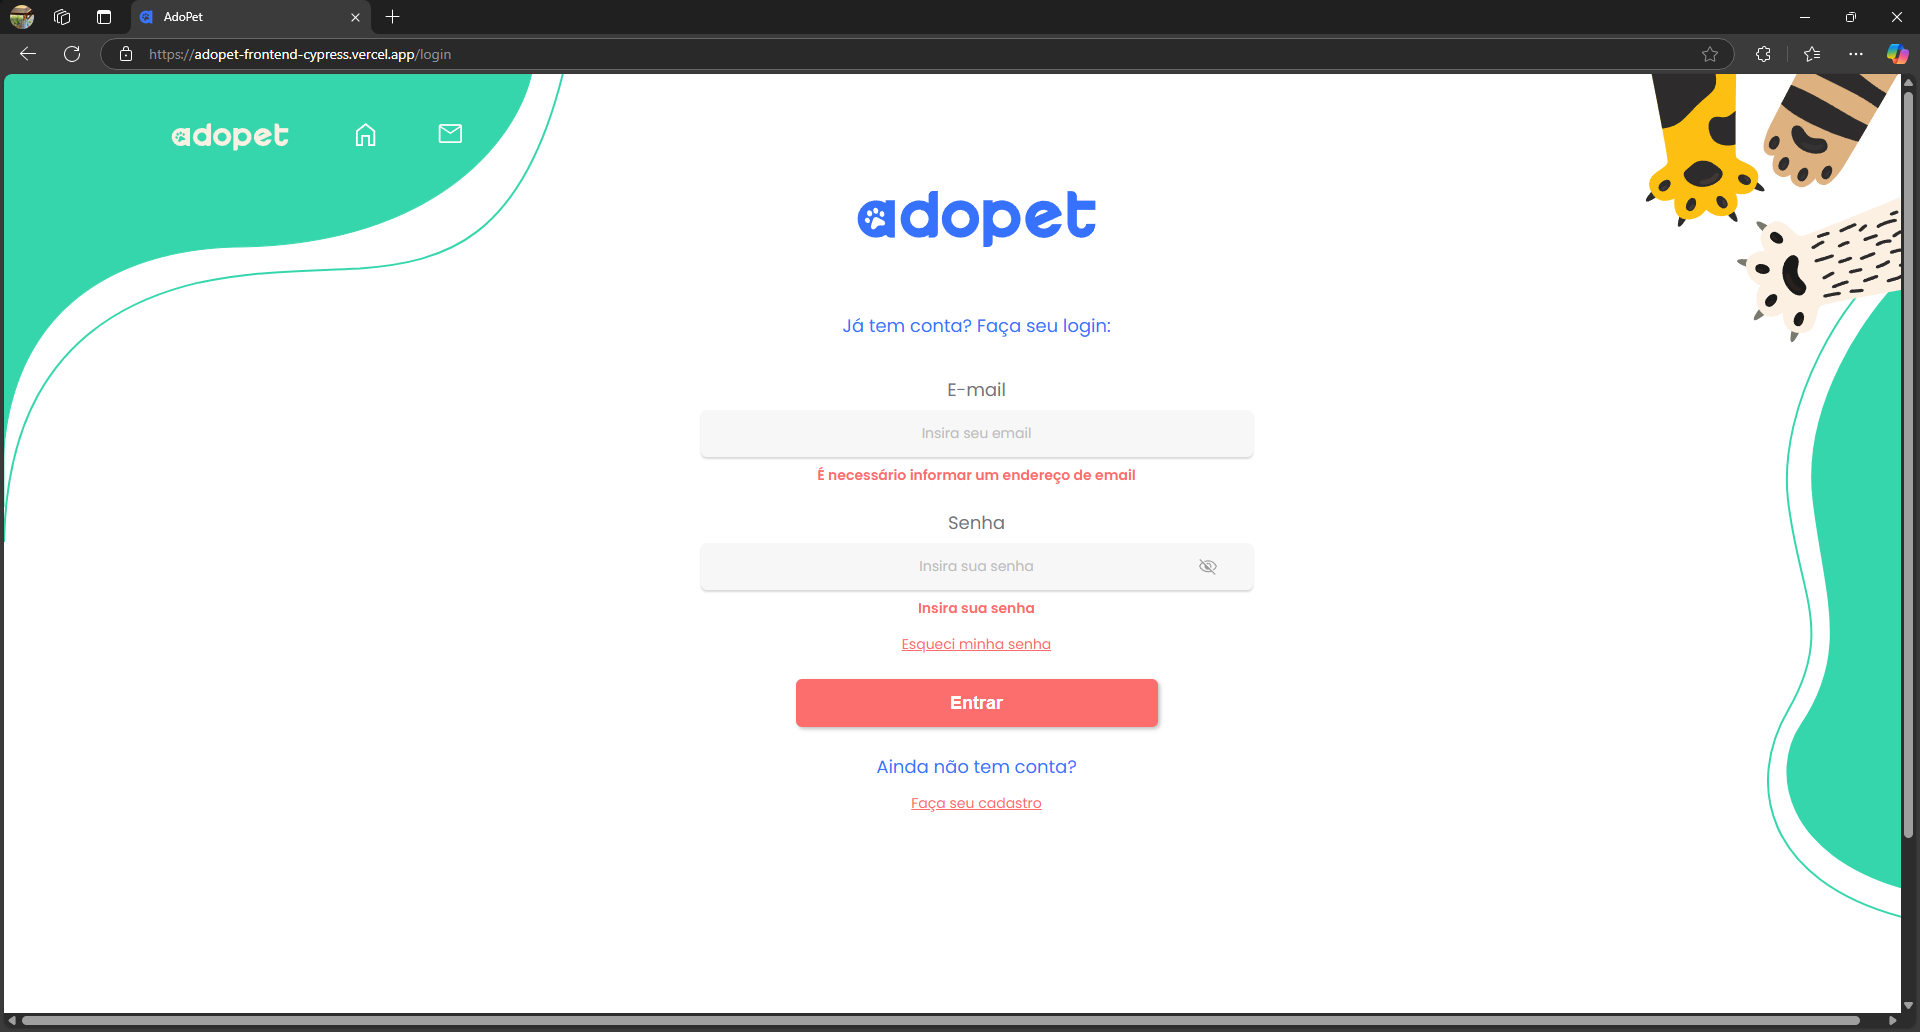 AdoPet
https://adopet-frontend-cypress.vercel.app/login
adopet
adopet
Já tem conta? Faça seu login:
E-mail
Insira seu email
É necessário informar um endereço de email
Senha
Insira sua senha
Insira sua senha
Esqueci minha senha
Entrar
Ainda não tem conta?
Faça seu cadastro